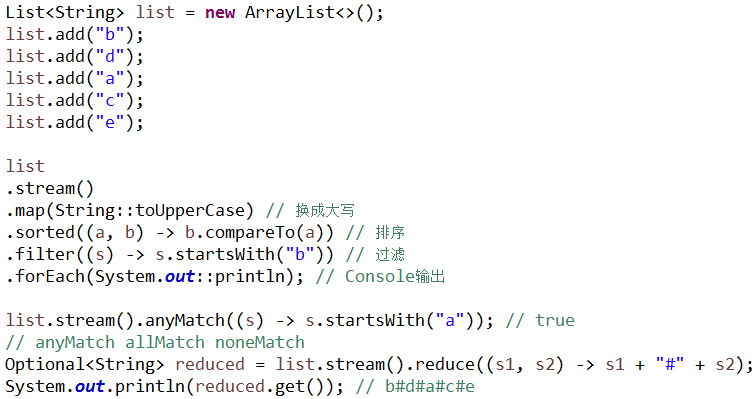 List<String> list = new ArrayList<>();
list.add("b");
list.add("d");
list.add("a");
list.add("c");
list.add("e");
list
.stream()
.map(String::toUpperCase) // 换成大写
.sorted((a, b) -> b.compareTo(a)) // 排序
.filter((s) -> s.startsWith("b")) // 过滤
.forEach(System.out::println); // Console输出
list.stream().anyMatch((s) -> s.startsWith("a")); // true
// anyMatch allMatch noneMatch
Optional<String> reduced = list.stream().reduce((s1, s2) -> s1 + "#" + s2);
System.out.println(reduced.get()); // b#d#a#c#e